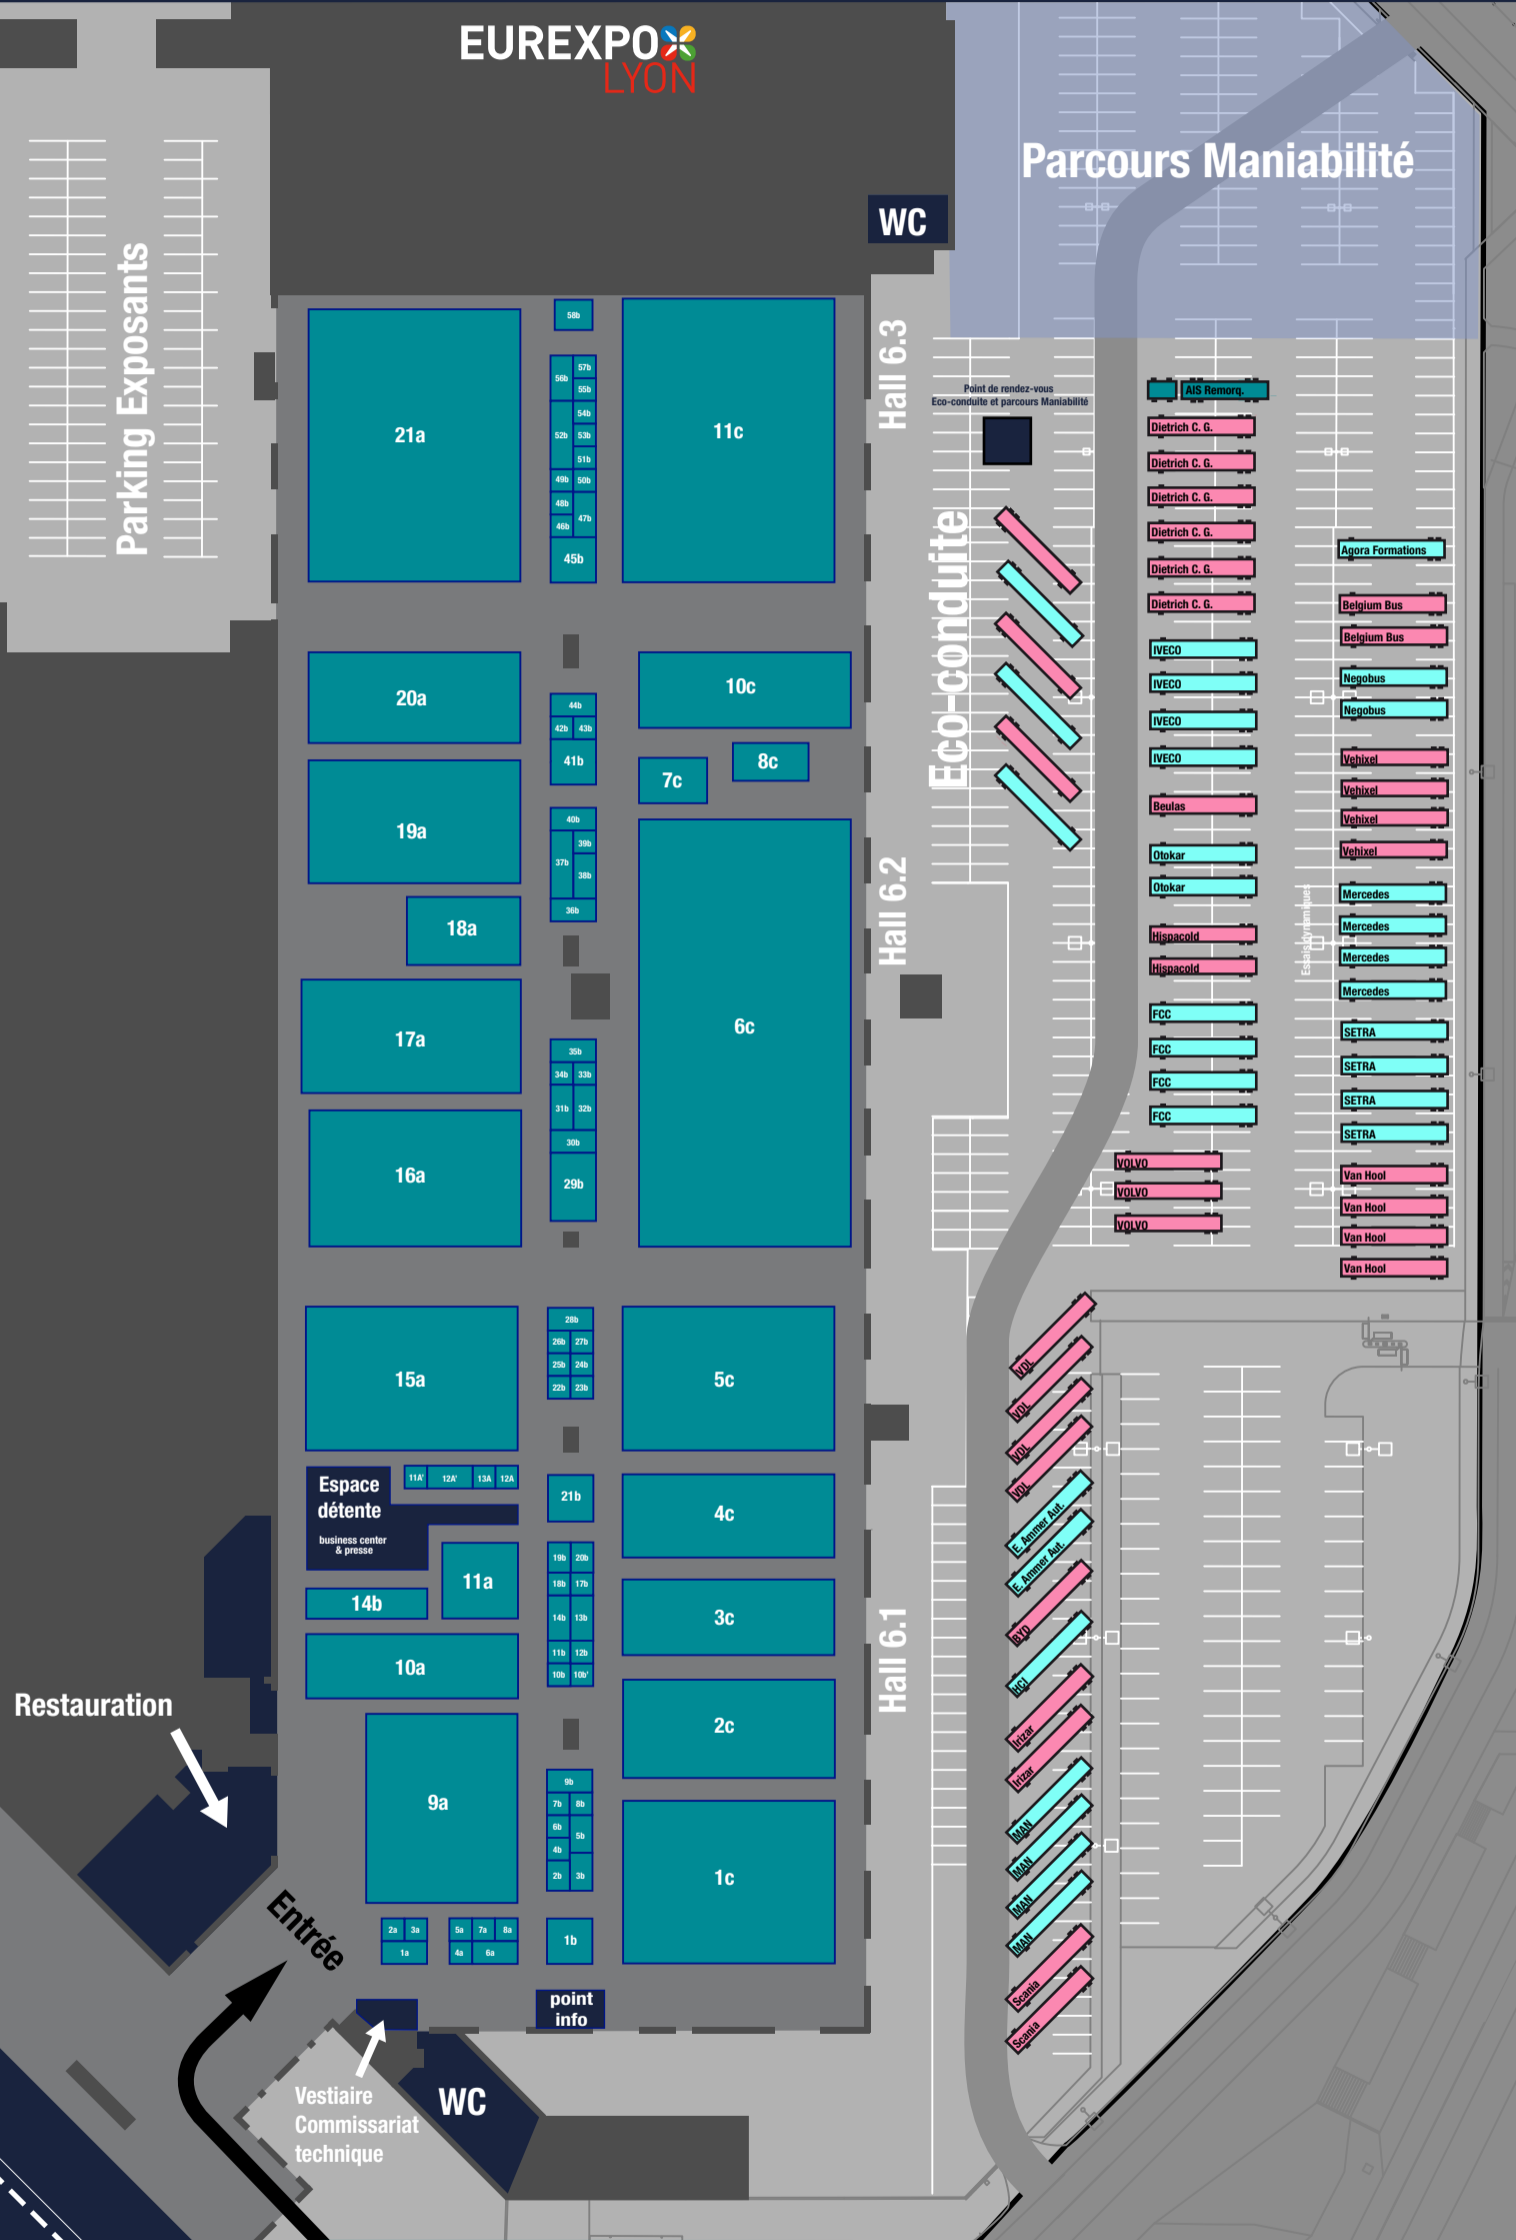 EUREXPO
LYON
Parcours Maniabilité
WC
Parking Exposants
Hall 6.3
Hall 6.2
Hall 6.1
Point de rendez-vous
Eco-conduite et parcours Maniabilité
Eco-conduite
Essais dynamiques
58b
21a
11c
56b
57b
55b
54b
52b
53b
51b
49b
50b
48b
47b
46b
45b
20a
10c
44b
42b
43b
41b
7c
8c
19a
40b
39b
37b
38b
36b
18a
6c
17a
35b
34b
33b
31b
32b
30b
29b
16a
15a
28b
26b
27b
25b
24b
22b
23b
5c
Espace
détente
business center
& presse
11A'
12A'
13A
12A
21b
4c
11a
14b
19b
20b
18b
17b
14b
13b
11b
12b
10b
10b'
3c
10a
2c
9a
9b
7b
8b
6b
5b
4b
2b
3b
1c
2a
3a
1a
5a
7a
8a
4a
6a
1b
point
info
Restauration
Entrée
Vestiaire
Commissariat
technique
WC
AIS Remorq.
Dietrich C. G.
Dietrich C. G.
Dietrich C. G.
Dietrich C. G.
Dietrich C. G.
Dietrich C. G.
IVECO
IVECO
IVECO
IVECO
Beulas
Otokar
Otokar
Hispacold
Hispacold
FCC
FCC
FCC
FCC
VOLVO
VOLVO
VOLVO
Agora Formations
Belgium Bus
Belgium Bus
Negobus
Negobus
Vehixel
Vehixel
Vehixel
Vehixel
Mercedes
Mercedes
Mercedes
Mercedes
SETRA
SETRA
SETRA
SETRA
Van Hool
Van Hool
Van Hool
Van Hool
VDL
VDL
VDL
VDL
E. Ammer Aut.
E. Ammer Aut.
BYD
HCI
Irizar
Irizar
MAN
MAN
MAN
MAN
Scania
Scania